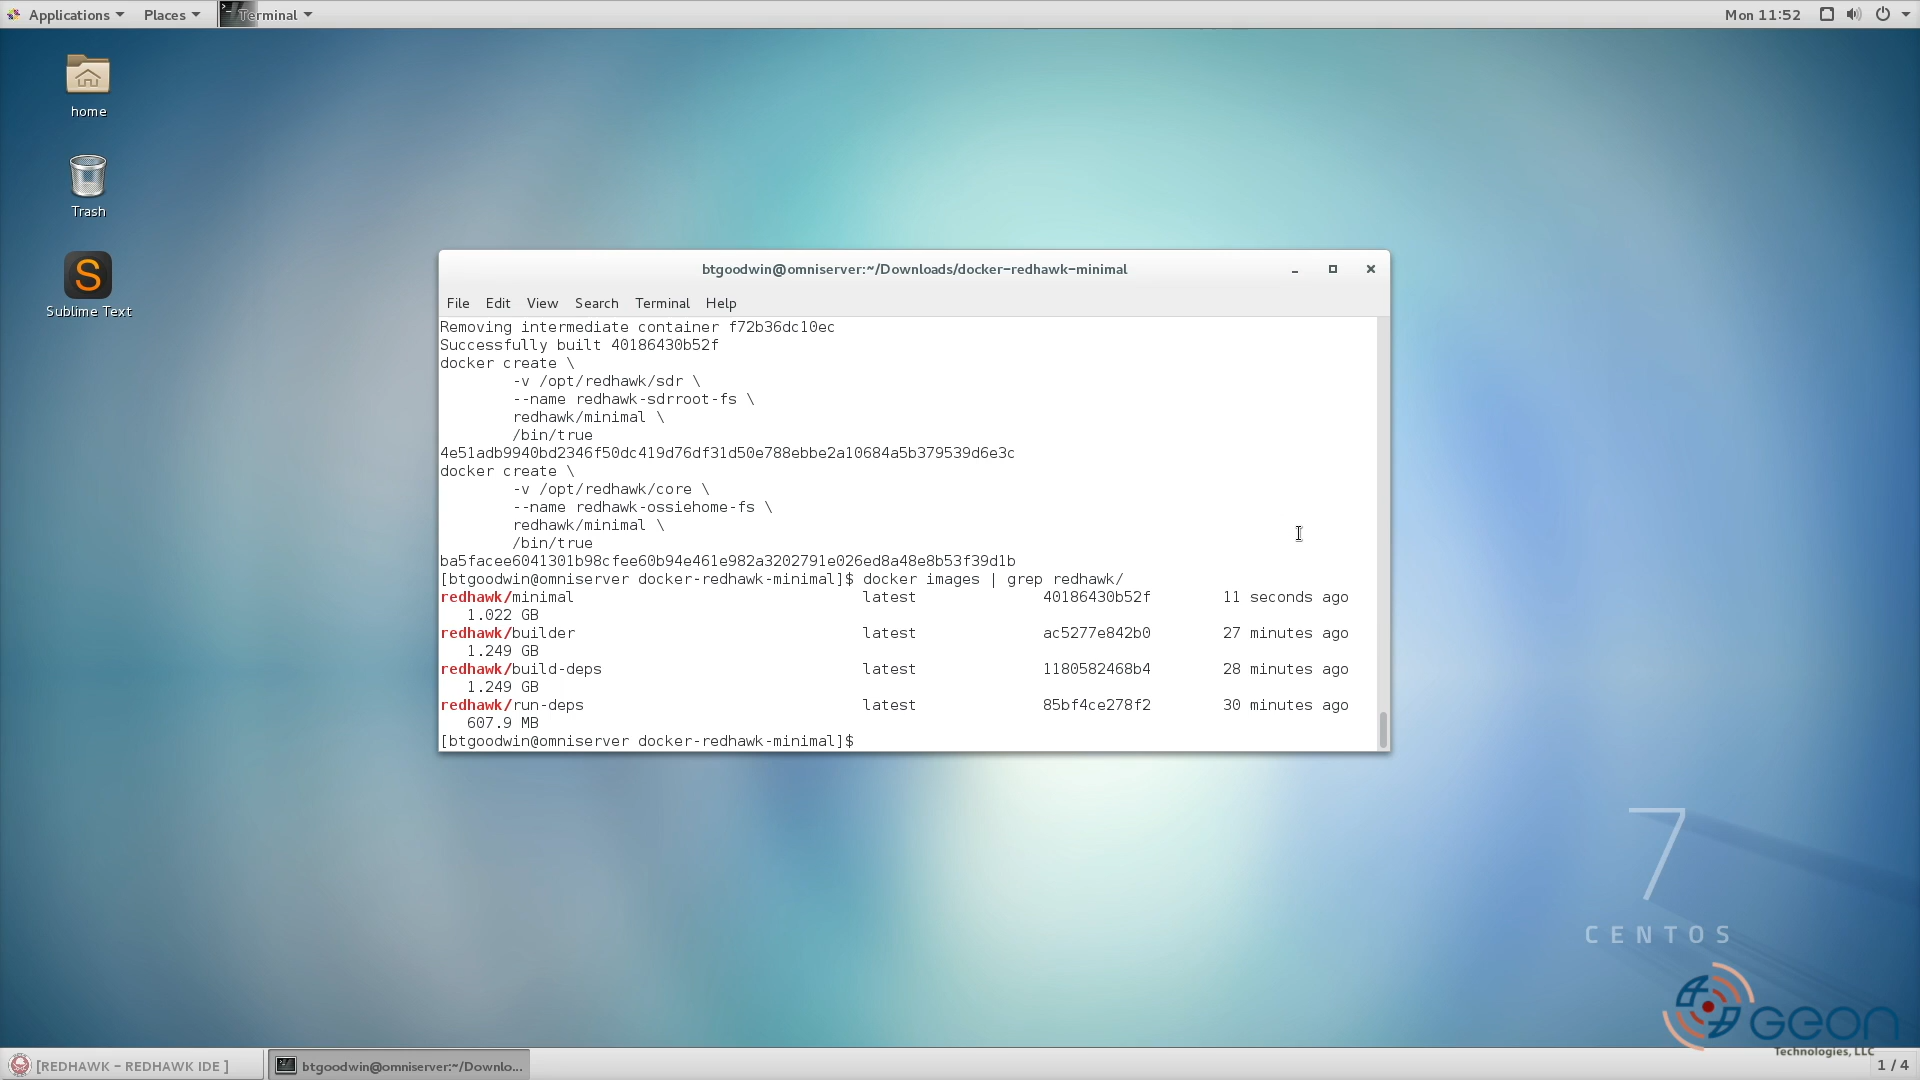 Applications Places Terminal Mon 11:52
home
Trash
S
Sublime Text
btgoodwin@omniserver:~/Downloads/docker-redhawk-minimal
File Edit View Search Terminal Help
Removing intermediate container f72b36dc10ec
Successfully built 40186430b52f
docker create \
-v /opt/redhawk/sdr \
--name redhawk-sdrroot-fs \
redhawk/minimal \
/bin/true
4e51adb9940bd2346f50dc419d76df31d50e788ebbe2a10684a5b379539d6e3c
docker create \
-v /opt/redhawk/core \
--name redhawk-ossiehome-fs \
redhawk/minimal \
/bin/true
ba5facee6041301b98cfee60b94e461e982a3202791e026ed8a48e8b53f39d1b
[btgoodwin@omniserver docker-redhawk-minimal]$ docker images | grep redhawk/
redhawk/minimal latest 40186430b52f 11 seconds ago
1.022 GB
redhawk/builder latest ac5277e842b0 27 minutes ago
1.249 GB
redhawk/build-deps latest 1180582468b4 28 minutes ago
1.249 GB
redhawk/run-deps latest 85bf4ce278f2 30 minutes ago
607.9 MB
[btgoodwin@omniserver docker-redhawk-minimal]$
7
CENTOS
Geon
Technologies, LLC
[REDHAWK - REDHAWK IDE ] btgoodwin@omniserver:~/Downlo... 1 / 4